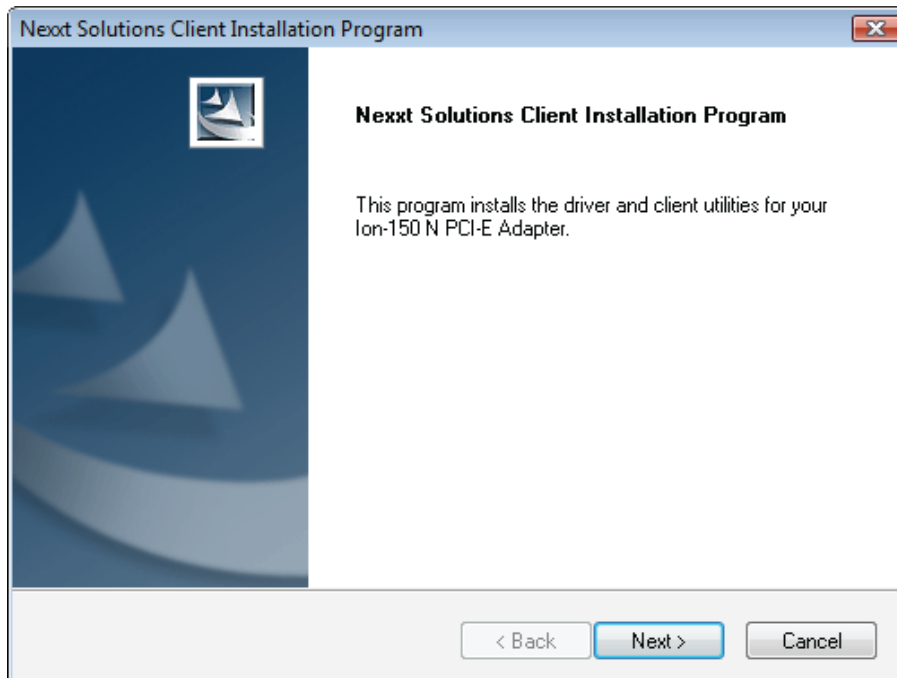 Nexxt Solutions Client Installation Program
Nexxt Solutions Client Installation Program
This program installs the driver and client utilities for your
Ion-150 N PCI-E Adapter.
< Back Next > Cancel